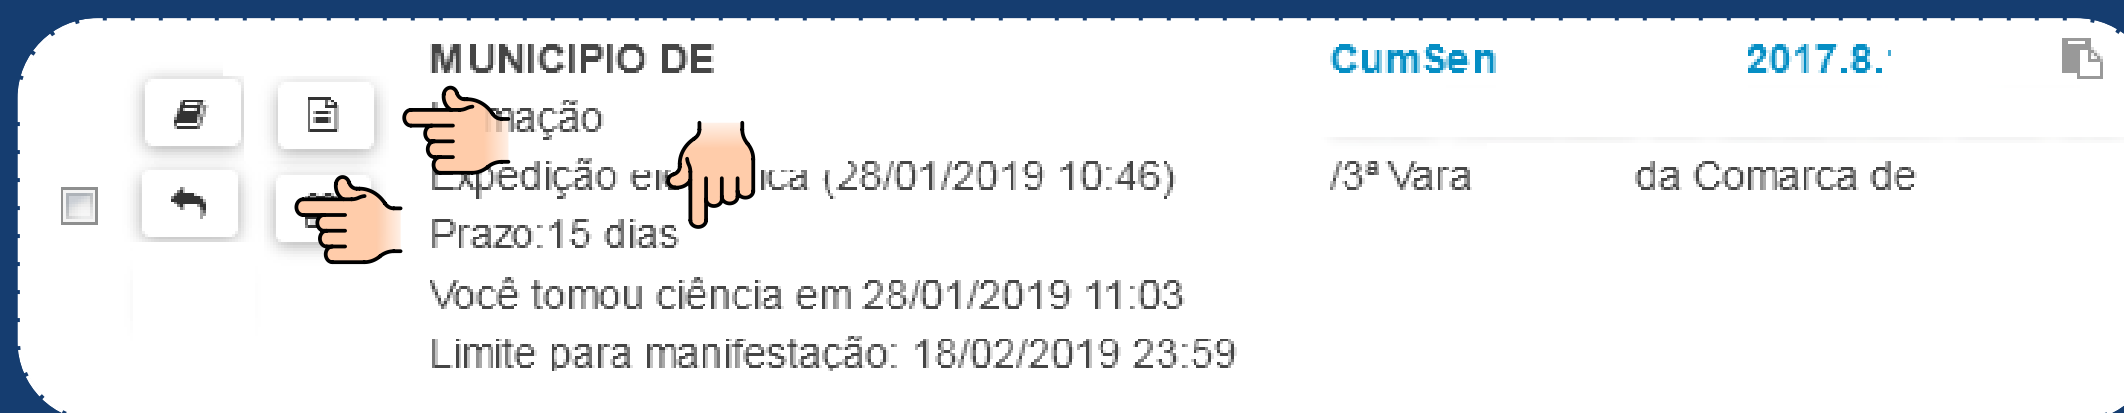 MUNICIPIO DE
CumSen 2017.8.
mação
Expedição (28/01/2019 10:46)
/3ª Vara da Comarca de
Prazo:15 dias
Você tomou ciência em 28/01/2019 11:03
Limite para manifestação: 18/02/2019 23:59